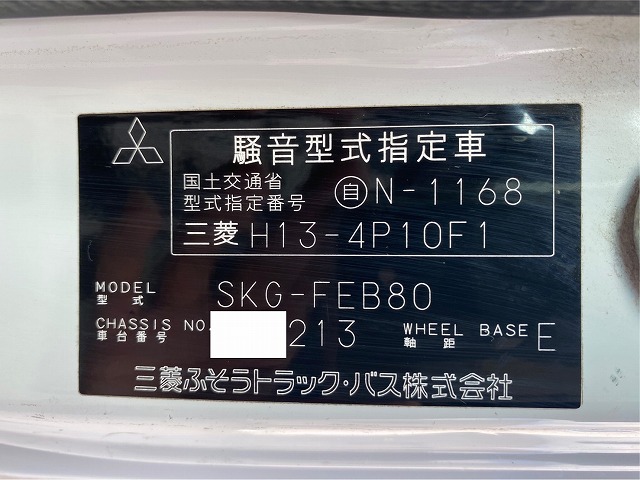 騒音型式指定車
国土交通省
型式指定番号 自N-1168
三菱 H13-4P10F1
MODEL
型式 SKG-FEB80
CHASSIS NO. 213 WHEEL BASE E
車台番号 軸距
三菱ふそうトラック・バス株式会社